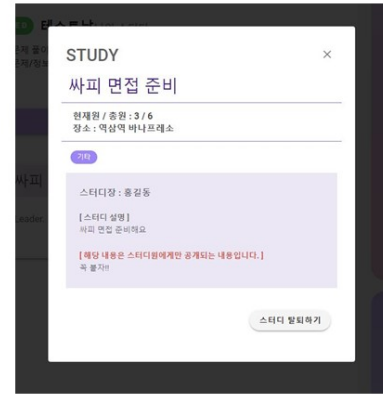 STUDY
×
싸피 면접 준비
현재원 / 총원 : 3 / 6
장소 : 역삼역 바나프레소
기타
스터디장 : 홍길동
[스터디 설명]
싸피 면접 준비해요
[해당 내용은 스터디원에게만 공개되는 내용입니다.]
꼭 붙자!!
스터디 탈퇴하기